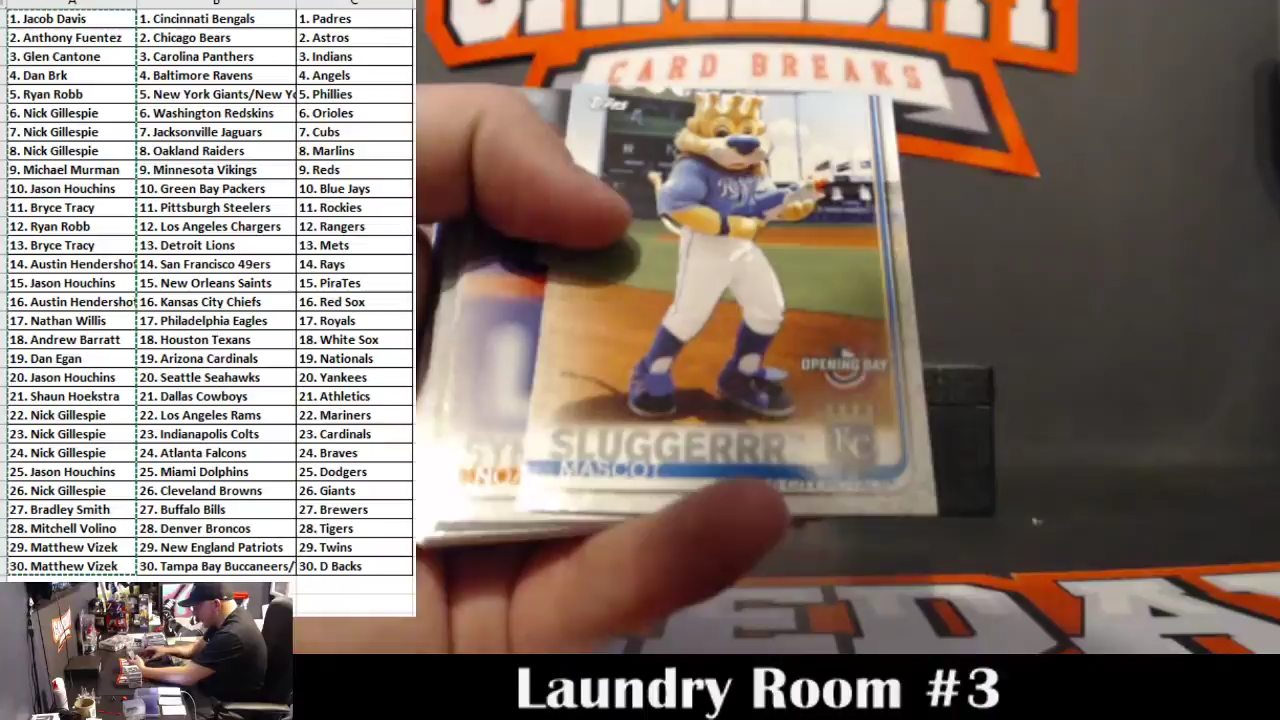 1. Jacob Davis 1. Cincinnati Bengals 1. Padres
2. Anthony Fuentez 2. Chicago Bears 2. Astros
3. Glen Cantone 3. Carolina Panthers 3. Indians
4. Dan Brk 4. Baltimore Ravens 4. Angels
5. Ryan Robb 5. New York Giants/New Yo 5. Phillies
6. Nick Gillespie 6. Washington Redskins 6. Orioles
7. Nick Gillespie 7. Jacksonville Jaguars 7. Cubs
8. Nick Gillespie 8. Oakland Raiders 8. Marlins
9. Michael Murman 9. Minnesota Vikings 9. Reds
10. Jason Houchins 10. Green Bay Packers 10. Blue Jays
11. Bryce Tracy 11. Pittsburgh Steelers 11. Rockies
12. Ryan Robb 12. Los Angeles Chargers 12. Rangers
13. Bryce Tracy 13. Detroit Lions 13. Mets
14. Austin Hendershot 14. San Francisco 49ers 14. Rays
15. Jason Houchins 15. New Orleans Saints 15. PiraTes
16. Austin Hendershot 16. Kansas City Chiefs 16. Red Sox
17. Nathan Willis 17. Philadelphia Eagles 17. Royals
18. Andrew Barratt 18. Houston Texans 18. White Sox
19. Dan Egan 19. Arizona Cardinals 19. Nationals
20. Jason Houchins 20. Seattle Seahawks 20. Yankees
21. Shaun Hoekstra 21. Dallas Cowboys 21. Athletics
22. Nick Gillespie 22. Los Angeles Rams 22. Mariners
23. Nick Gillespie 23. Indianapolis Colts 23. Cardinals
24. Nick Gillespie 24. Atlanta Falcons 24. Braves
25. Jason Houchins 25. Miami Dolphins 25. Dodgers
26. Nick Gillespie 26. Cleveland Browns 26. Giants
27. Bradley Smith 27. Buffalo Bills 27. Brewers
28. Mitchell Volino 28. Denver Broncos 28. Tigers
29. Matthew Vizek 29. New England Patriots 29. Twins
30. Matthew Vizek 30. Tampa Bay Buccaneers/ 30. D Backs
CARD BREAKS
Topps
OPENING DAY
KC
SLUGGERRR™
MASCOT
Laundry Room #3